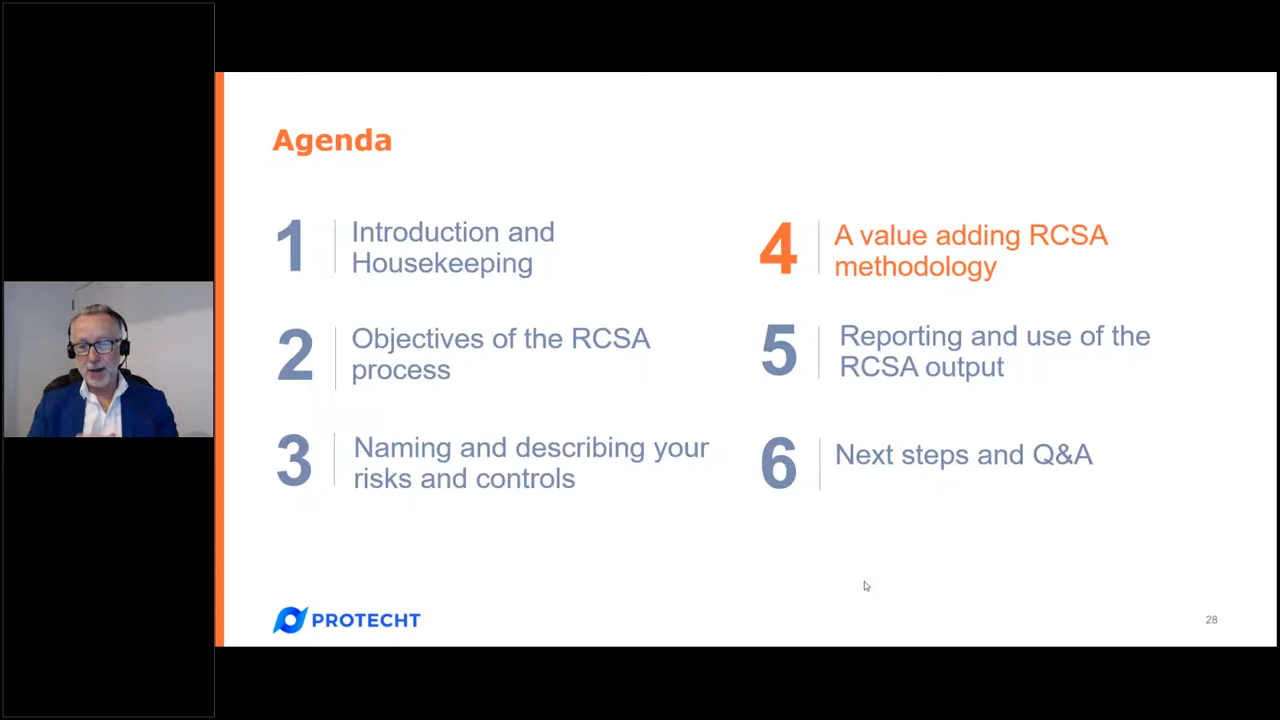 Agenda
1
Introduction and
Housekeeping
2
Objectives of the RCSA
process
3
Naming and describing your
risks and controls
4
A value adding RCSA
methodology
5
Reporting and use of the
RCSA output
6
Next steps and Q&A
PROTECHT
28